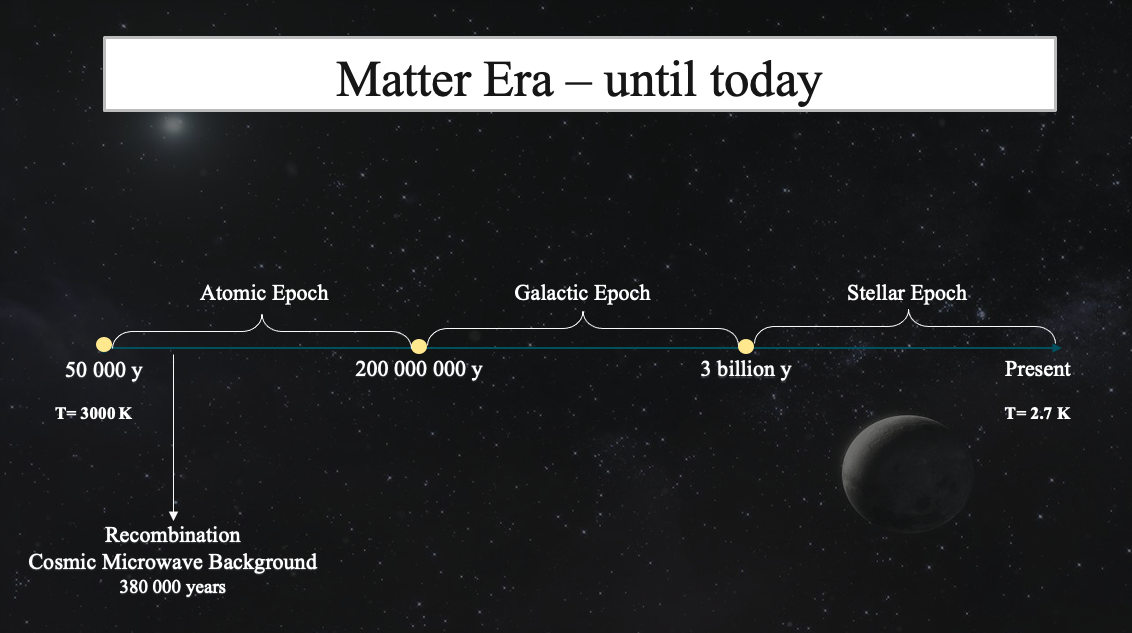 Matter Era – until today
Atomic Epoch
Galactic Epoch
Stellar Epoch
50 000 y
200 000 000 y
3 billion y
Present
T= 3000 K
T= 2.7 K
Recombination
Cosmic Microwave Background
380 000 years